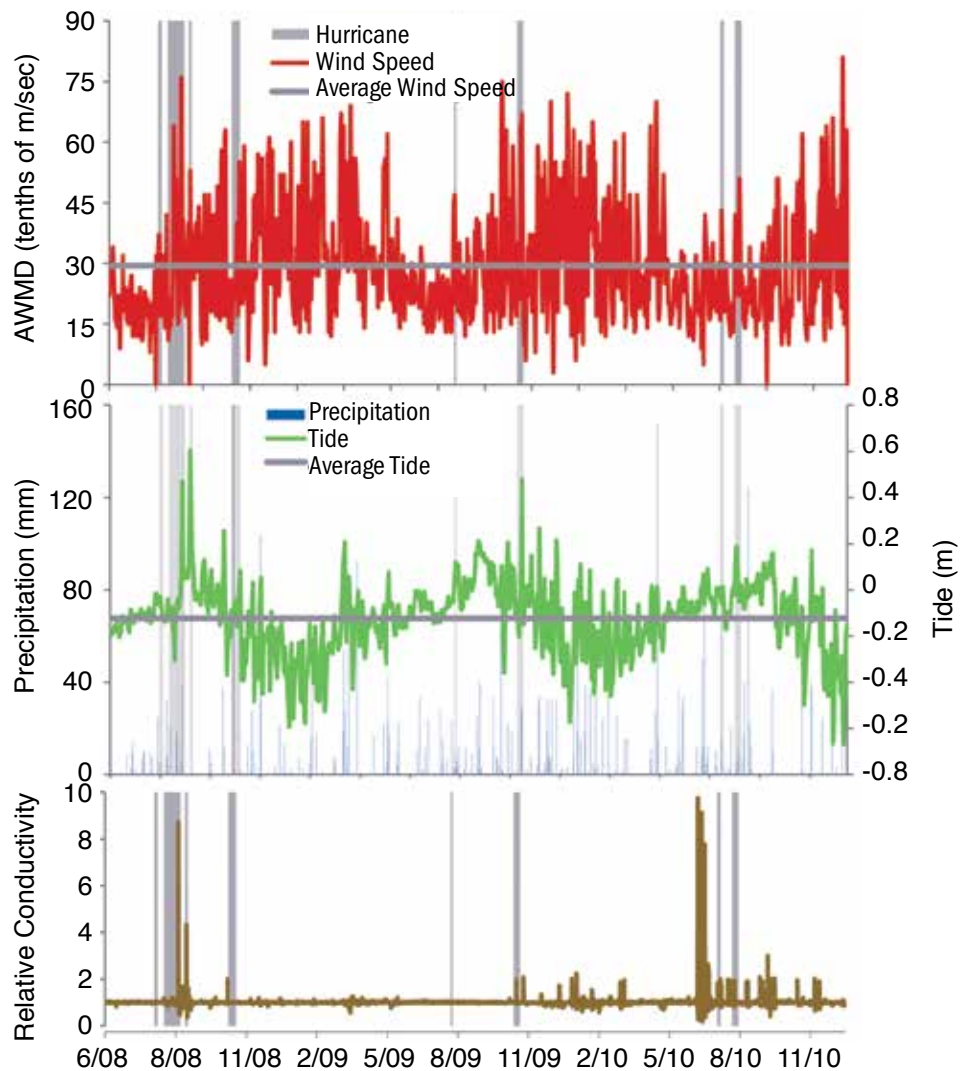 90
75
60
45
30
15
0
AWMD (tenths of m/sec)
Hurricane
Wind Speed
Average Wind Speed
160
120
80
40
0
Precipitation (mm)
Precipitation
Tide
Average Tide
0.8
0.6
0.4
0.2
0
-0.2
-0.4
-0.2
-0.8
Tide (m)
10
8
6
4
2
0
Relative Conductivity
6/08 8/08 11/08 2/09 5/09 8/09 11/09 2/10 5/10 8/10 11/10